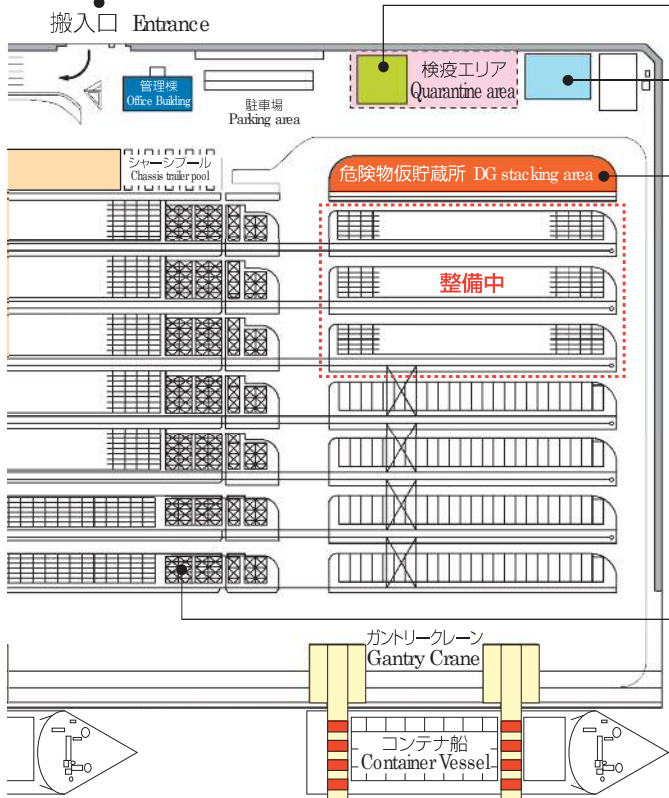 搬入口 Entrance
管理棟
Office Building
駐車場
Parking area
検疫エリア
Quarantine area
シャーシプール
Chassis trailer pool
危険物仮貯蔵所 DG stacking area
整備中
ガントリークレーン
Gantry Crane
コンテナ船
Container Vessel